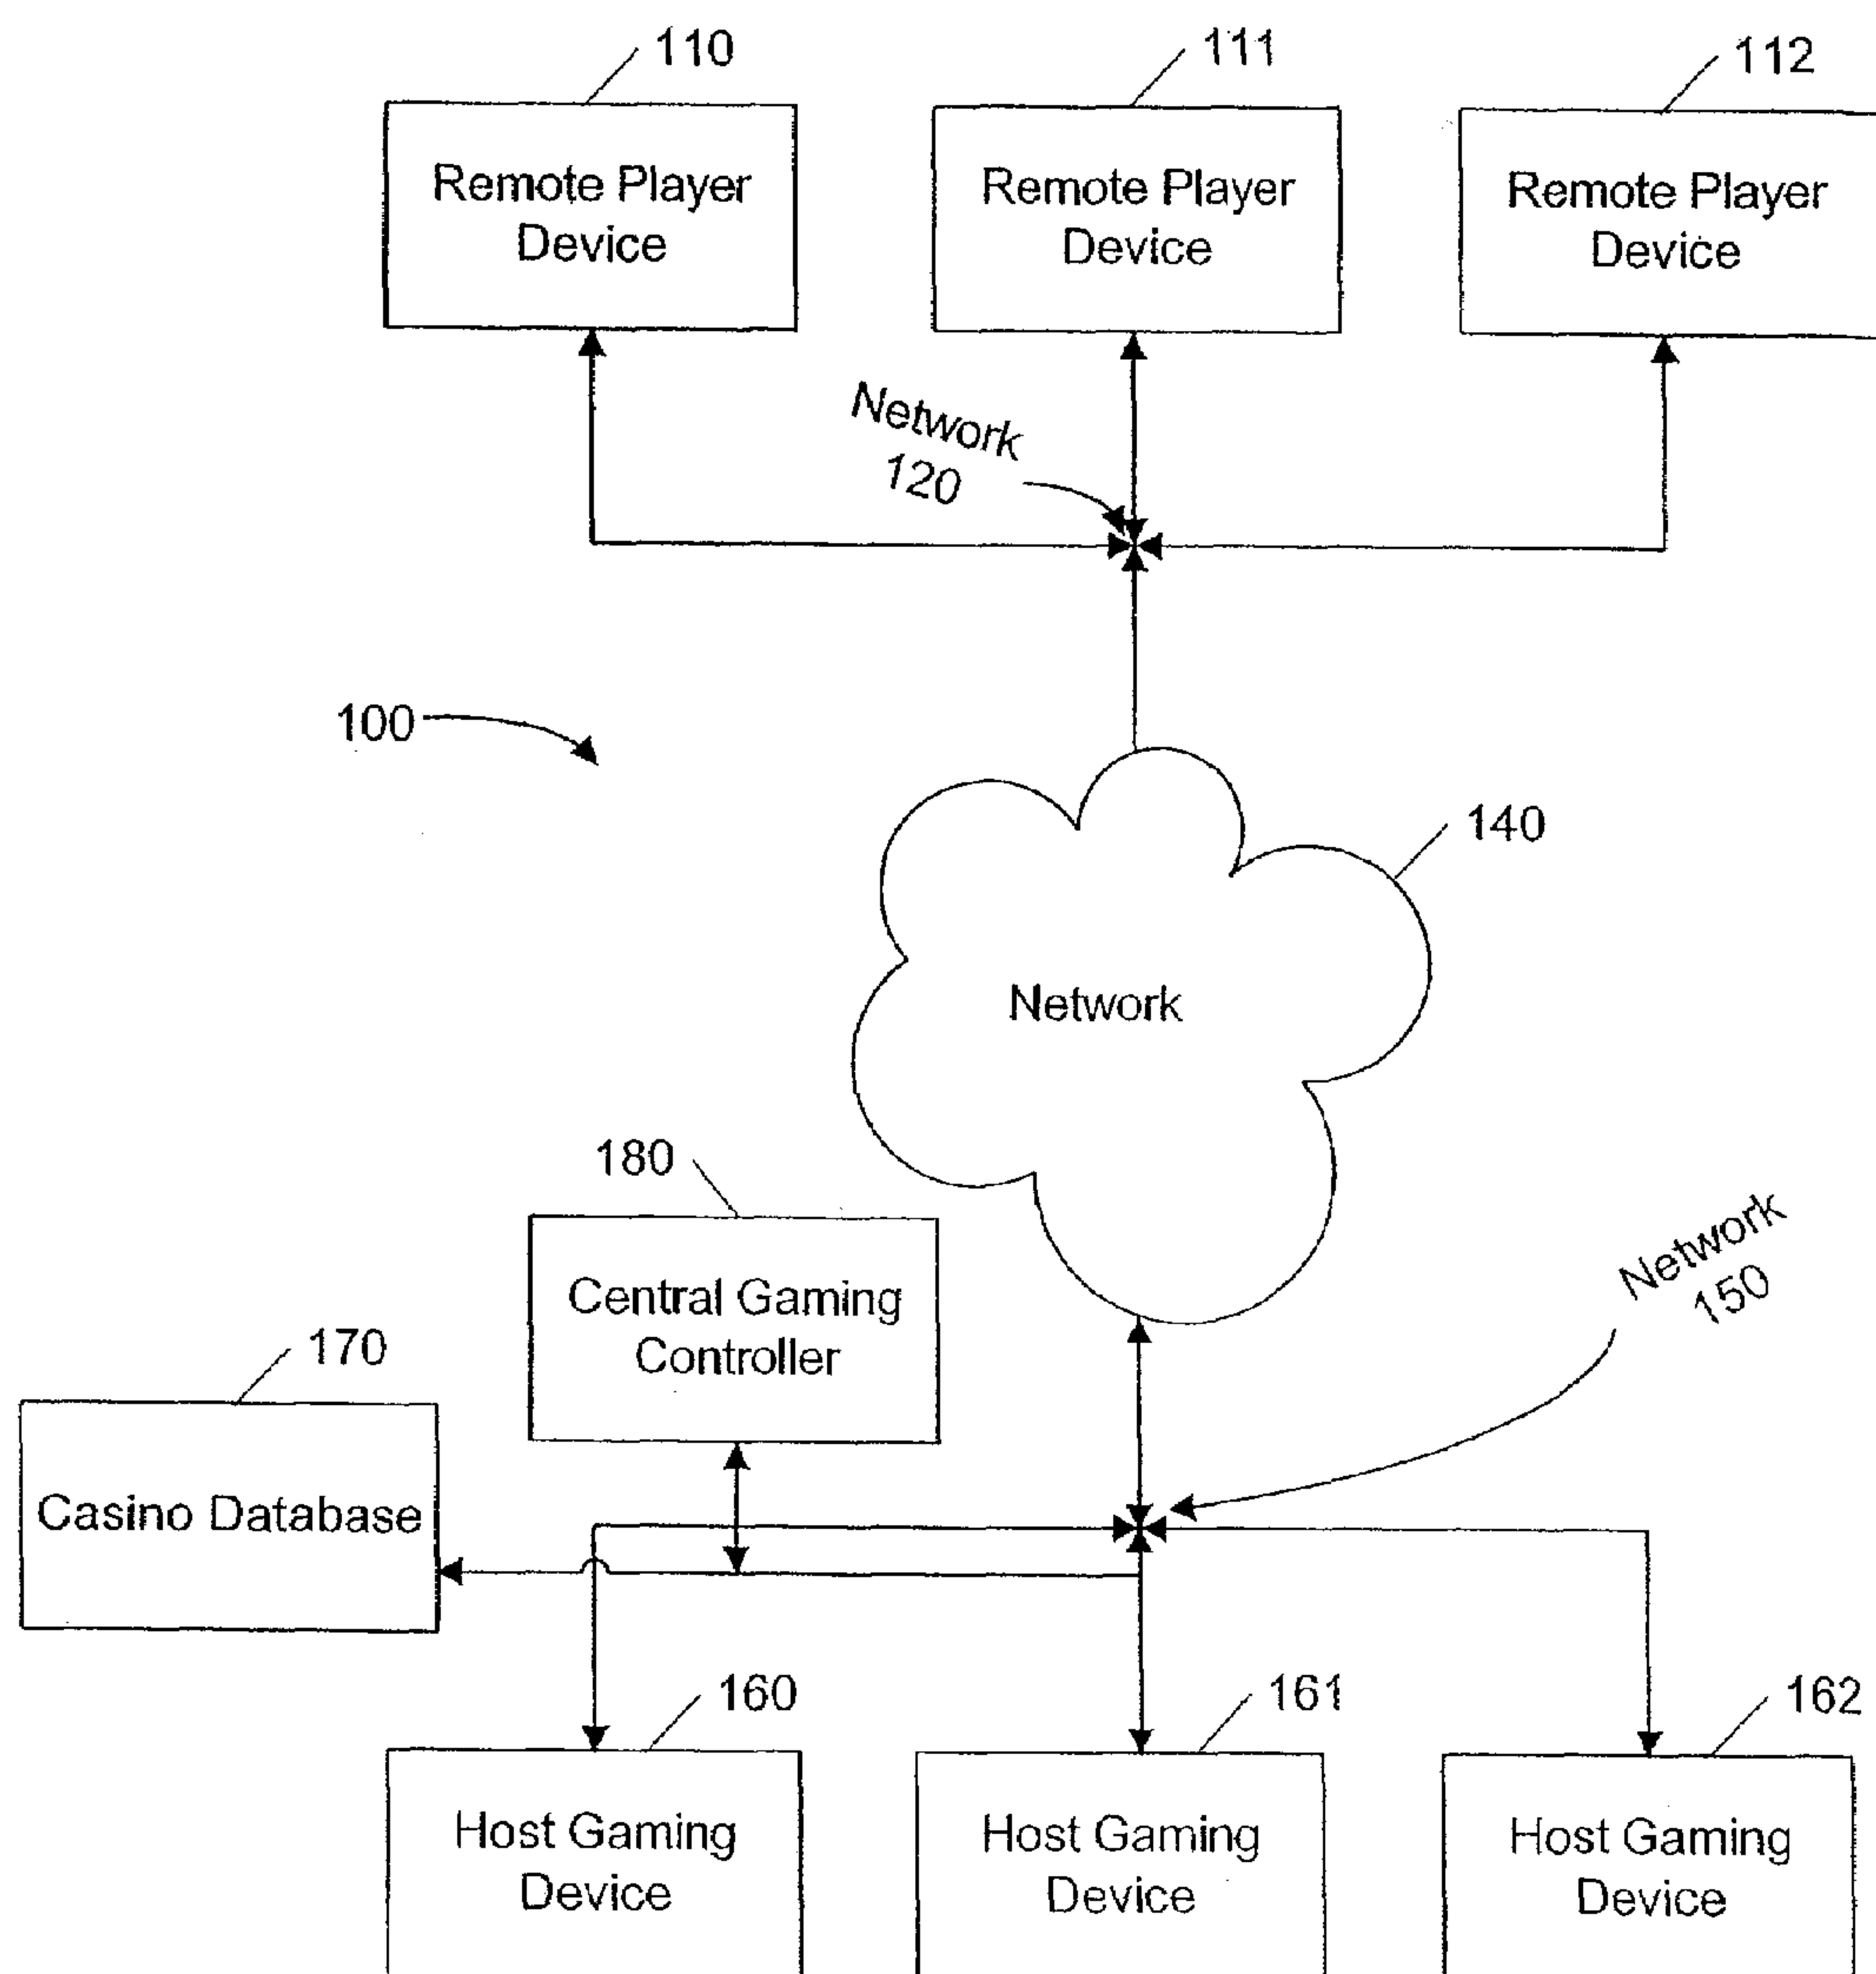 110
111
112
Remote Player
Device
Remote Player
Device
Remote Player
Device
Network
120
100
140
Network
180
Central Gaming
Controller
Network
150
170
Casino Database
160
161
162
Host Gaming
Device
Host Gaming
Device
Host Gaming
Device